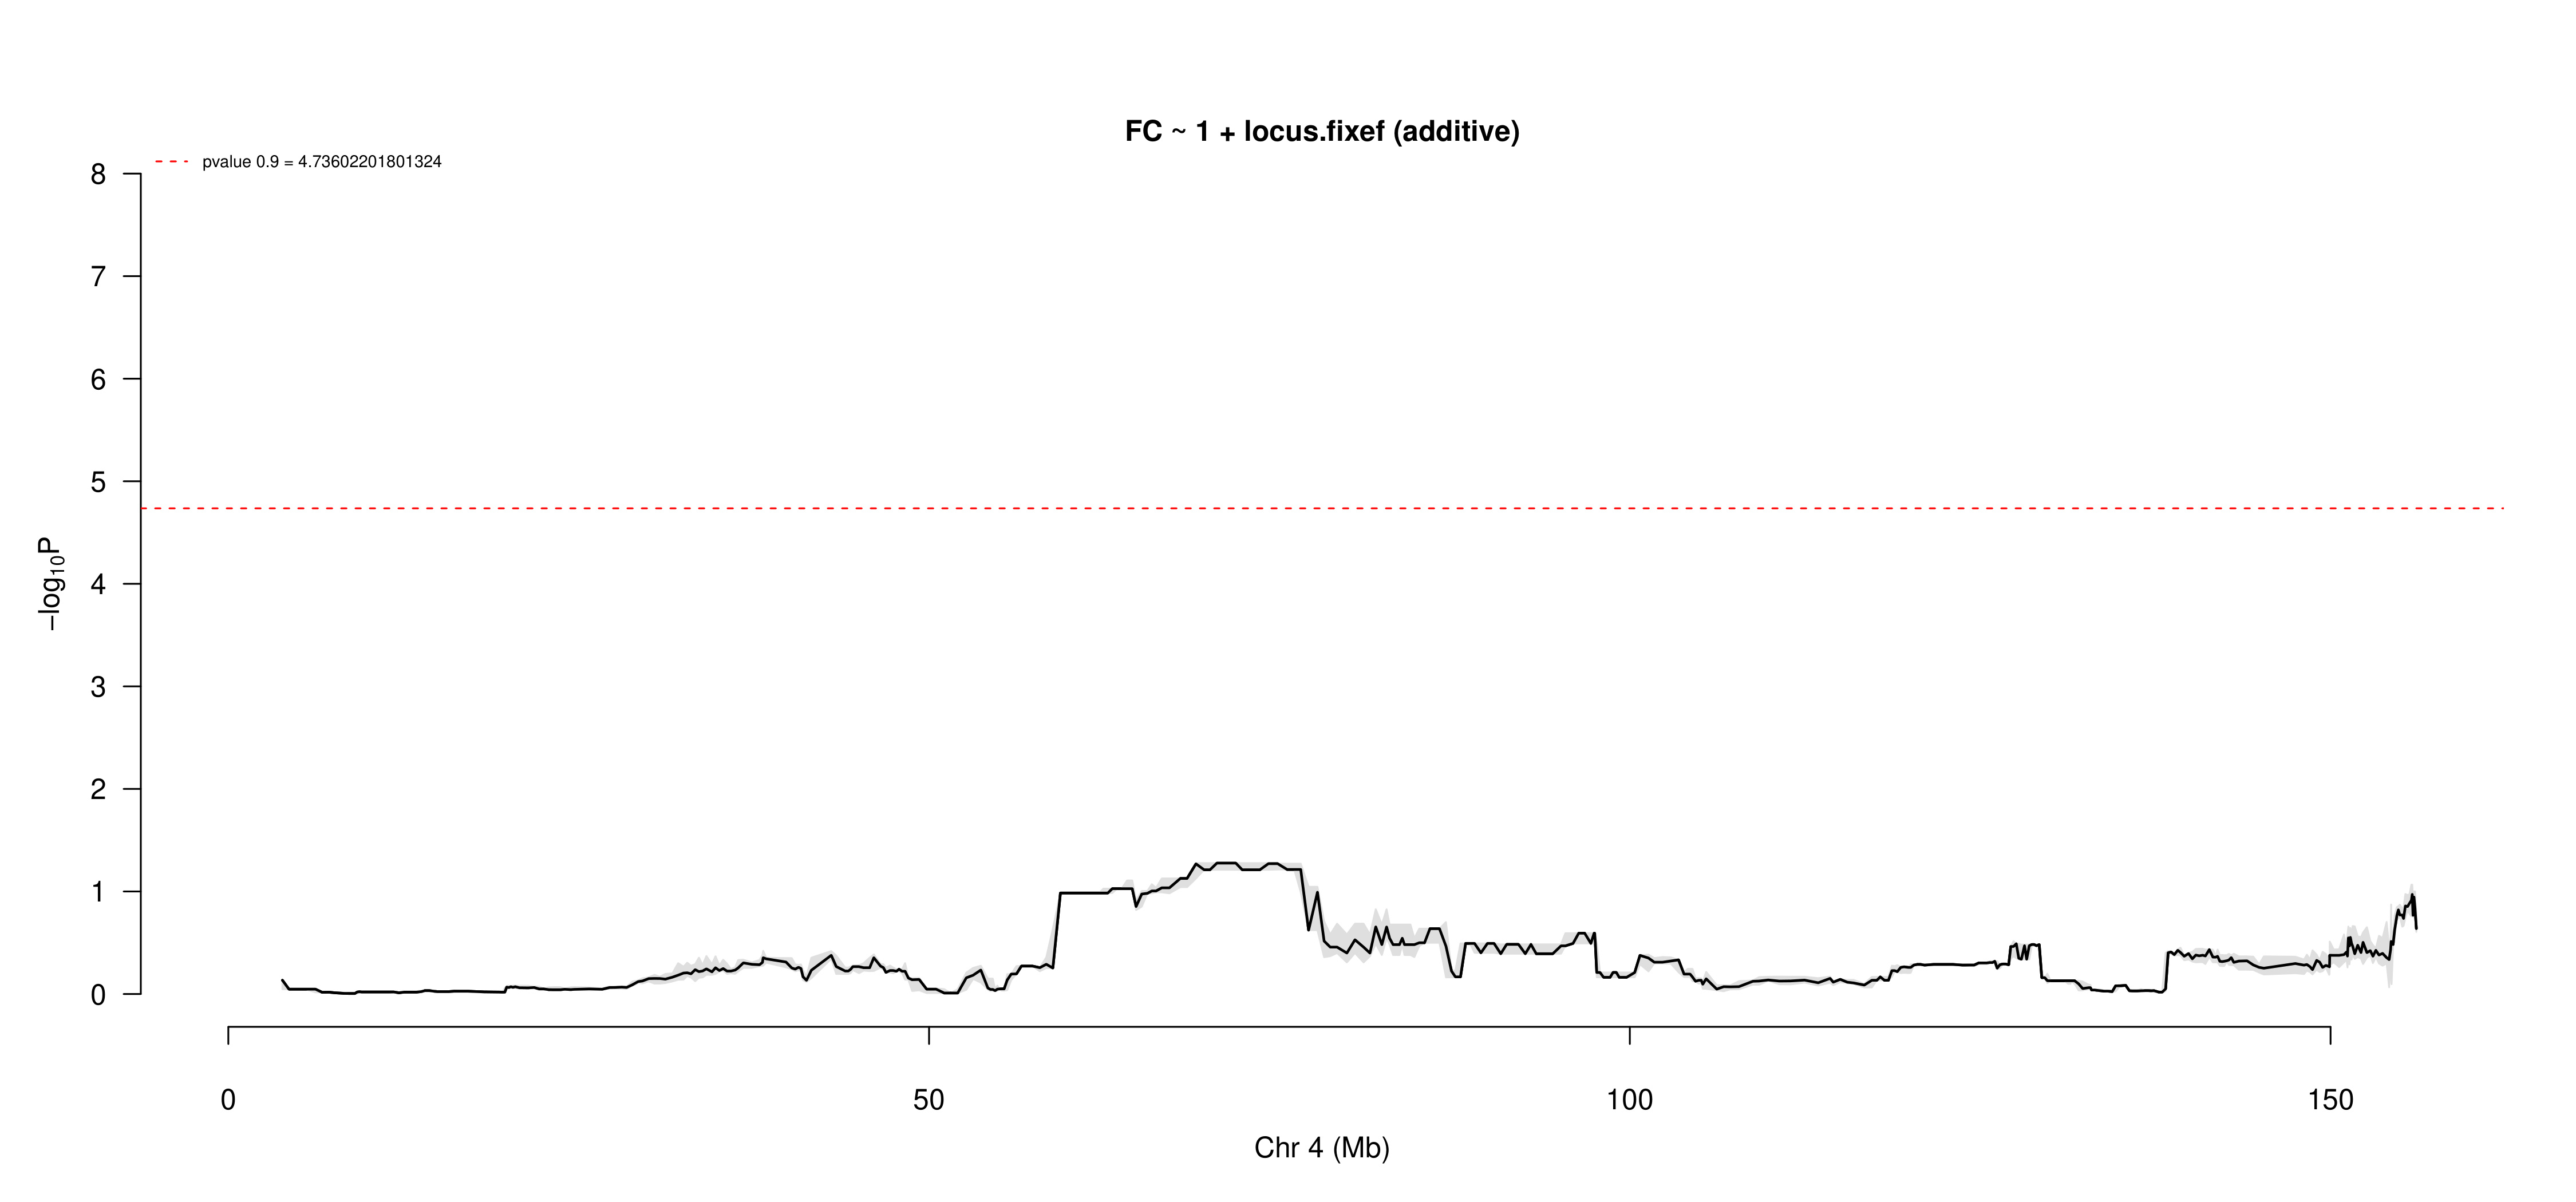 FC ~ 1 + locus.fixef (additive)
pvalue 0.9 = 4.73602201801324
8
7
6
5
4
3
2
1
0
−log10P
0 50 100 150
Chr 4 (Mb)